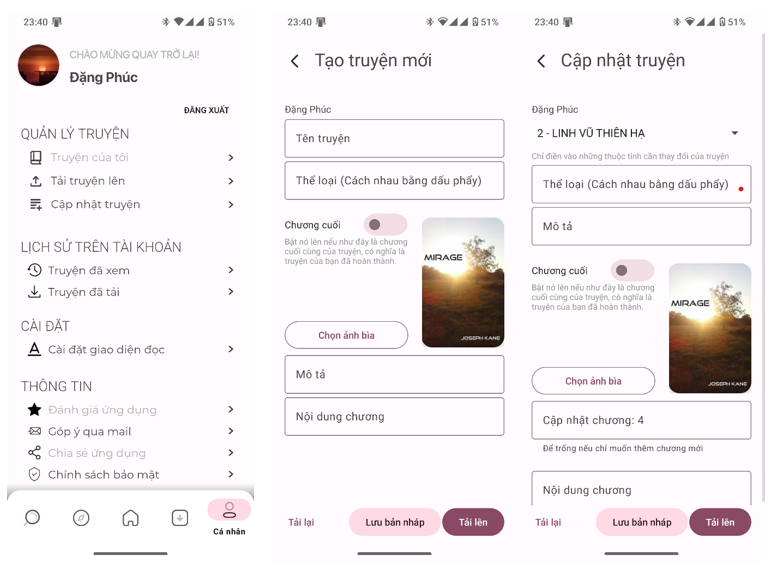 23:40
51%
CHÀO MỪNG QUAY TRỞ LẠI!
Đặng Phúc
ĐĂNG XUẤT
QUẢN LÝ TRUYỆN
Truyện của tôi
Tải truyện lên
Cập nhật truyện
LỊCH SỬ TRÊN TÀI KHOẢN
Truyện đã xem
Truyện đã tải
CÀI ĐẶT
Cài đặt giao diện đọc
THÔNG TIN
Đánh giá ứng dụng
Góp ý qua mail
Chia sẻ ứng dụng
Chính sách bảo mật
Cá nhân
23:40
51%
Tạo truyện mới
Đặng Phúc
Tên truyện
Thể loại (Cách nhau bằng dấu phẩy)
Chương cuối
Bật nó lên nếu như đây là chương
cuối cùng của truyện, có nghĩa là
truyện của bạn đã hoàn thành.
MIRAGE
JOSEPH KANE
Chọn ảnh bìa
Mô tả
Nội dung chương
Tải lại
Lưu bản nháp
Tải lên
23:40
51%
Cập nhật truyện
Đặng Phúc
2 - LINH VŨ THIÊN HẠ
Chỉ điền vào những thuộc tính cần thay đổi của truyện
Thể loại (Cách nhau bằng dấu phẩy)
Mô tả
Chương cuối
Bật nó lên nếu như đây là chương
cuối cùng của truyện, có nghĩa là
truyện của bạn đã hoàn thành.
MIRAGE
JOSEPH KANE
Chọn ảnh bìa
Cập nhật chương: 4
Để trống nếu chỉ muốn thêm chương mới
Nội dung chương
Tải lại
Lưu bản nháp
Tải lên